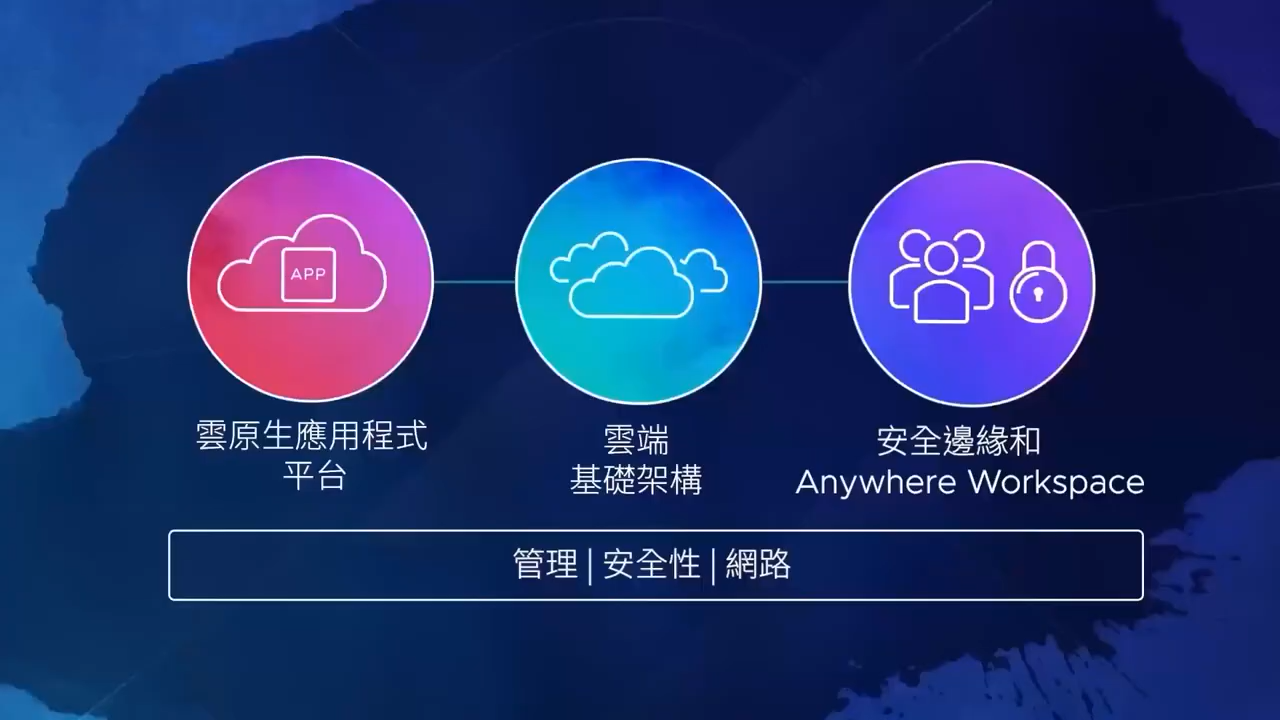 APP
雲原生應用程式
平台
雲端
基礎架構
安全邊緣和
Anywhere Workspace
管理 | 安全性 | 網路